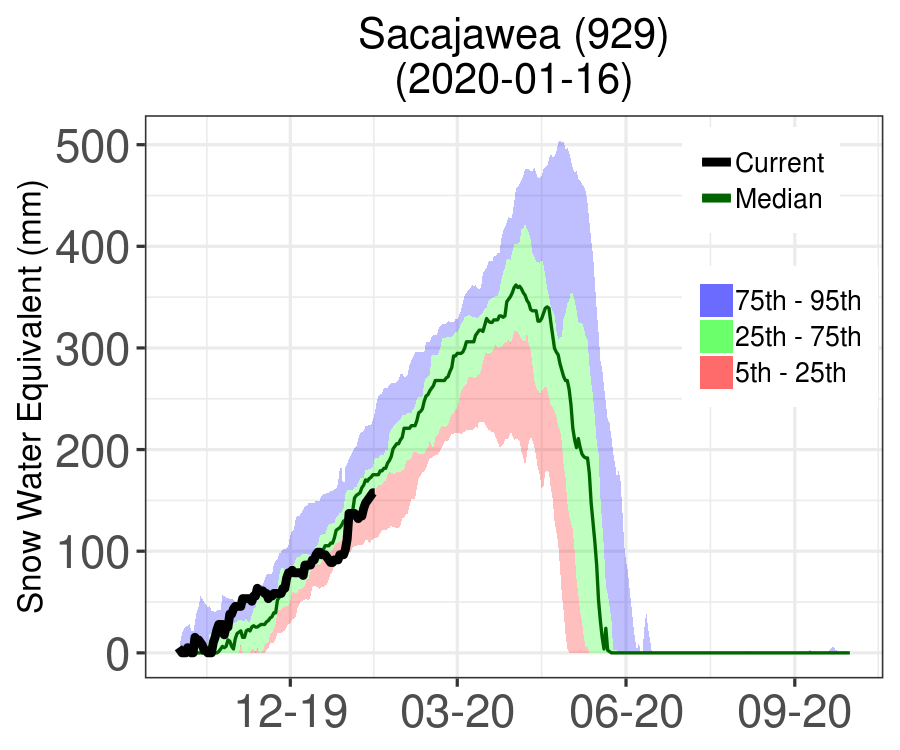 Sacajawea (929)
(2020-01-16)
Snow Water Equivalent (mm)
500
400
300
200
100
0
12-19
03-20
06-20
09-20
Current
Median
75th - 95th
25th - 75th
5th - 25th